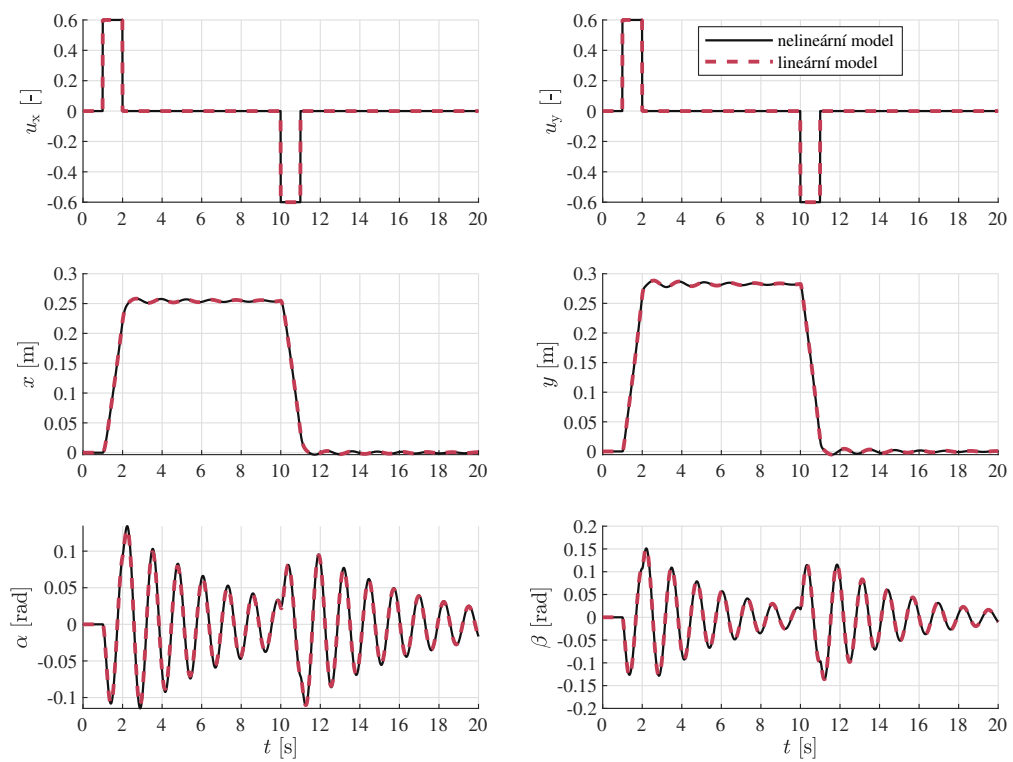 0.6
0.4
0.2
0
-0.2
-0.4
-0.6
u_x [-]
0 2 4 6 8 10 12 14 16 18 20
0.6
0.4
0.2
0
-0.2
-0.4
-0.6
u_y [-]
nelineární model
lineární model
0 2 4 6 8 10 12 14 16 18 20
0.3
0.25
0.2
0.15
0.1
0.05
0
x [m]
0 2 4 6 8 10 12 14 16 18 20
0.3
0.25
0.2
0.15
0.1
0.05
0
y [m]
0 2 4 6 8 10 12 14 16 18 20
0.1
0.05
0
-0.05
-0.1
α [rad]
0 2 4 6 8 10 12 14 16 18 20
t [s]
0.2
0.15
0.1
0.05
0
-0.05
-0.1
-0.15
-0.2
β [rad]
0 2 4 6 8 10 12 14 16 18 20
t [s]